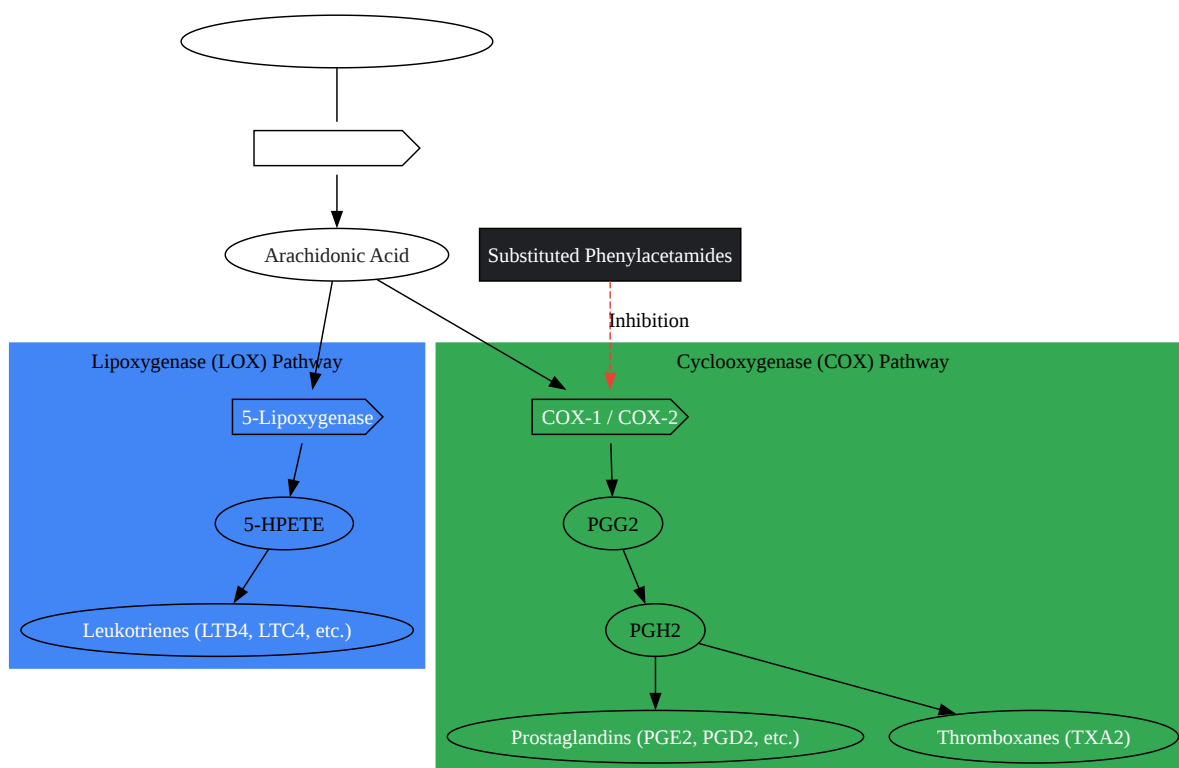 Arachidonic Acid
Substituted Phenylacetamides
Inhibition
Lipoxygenase (LOX) Pathway
Cyclooxygenase (COX) Pathway
5-Lipoxygenase
COX-1 / COX-2
5-HPETE
PGG2
Leukotrienes (LTB4, LTC4, etc.)
PGH2
Prostaglandins (PGE2, PGD2, etc.)
Thromboxanes (TXA2)